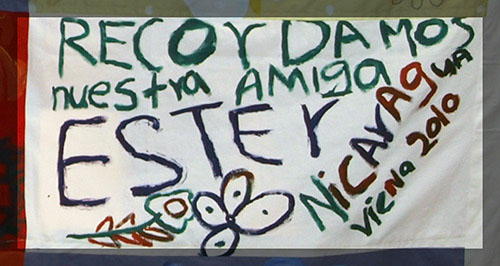 RECOrDAMOS
nuestra AMiga
ESTEr
NiCArAgUA
vieNa 2010